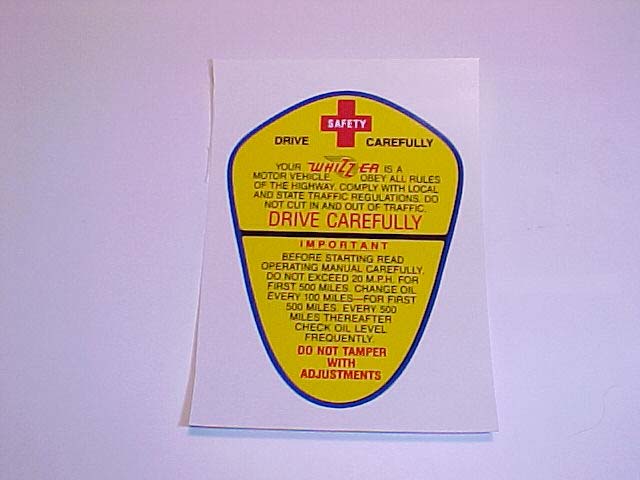 SAFETY
DRIVE CAREFULLY
YOUR WHIZZER IS A
MOTOR VEHICLE. OBEY ALL RULES
OF THE HIGHWAY. COMPLY WITH LOCAL
AND STATE TRAFFIC REGULATIONS. DO
NOT CUT IN AND OUT OF TRAFFIC.
DRIVE CAREFULLY
IMPORTANT
BEFORE STARTING READ
OPERATING MANUAL CAREFULLY.
DO NOT EXCEED 20 M.P.H. FOR
FIRST 500 MILES. CHANGE OIL
EVERY 100 MILES—FOR FIRST
500 MILES. EVERY 500
MILES THEREAFTER
CHECK OIL LEVEL
FREQUENTLY.
DO NOT TAMPER
WITH
ADJUSTMENTS